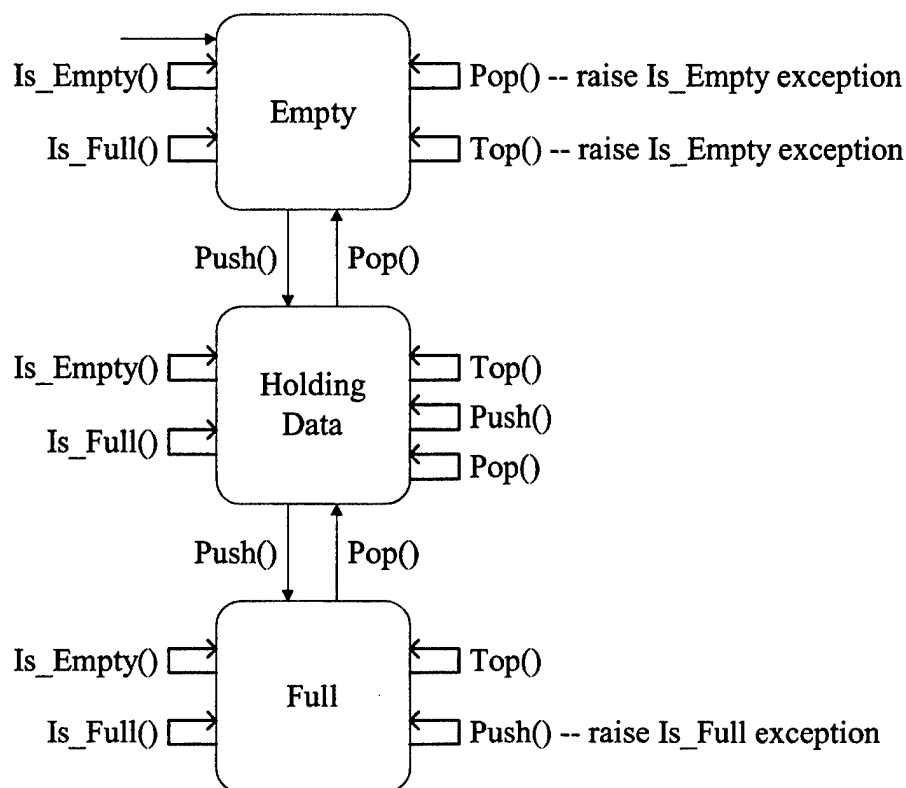 Is_Empty()
Pop() -- raise Is_Empty exception
Empty
Is_Full()
Top() -- raise Is_Empty exception
Push()
Pop()
Is_Empty()
Top()
Holding
Data
Push()
Is_Full()
Pop()
Push()
Pop()
Is_Empty()
Top()
Full
Is_Full()
Push() -- raise Is_Full exception